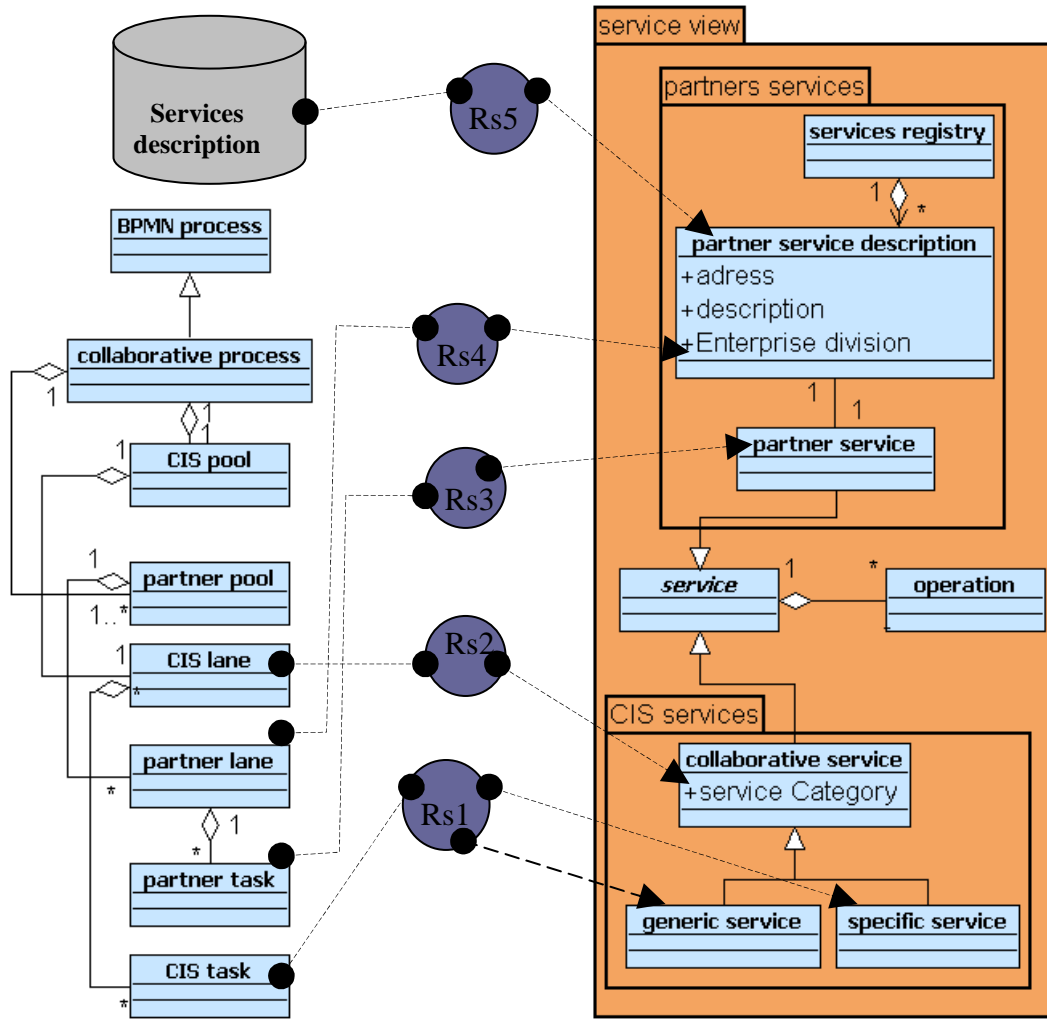 Services
description
BPMN process
collaborative process
1
1
1
1
CIS pool
1
partner pool
1..*
1
CIS lane
*
partner lane
*
1
*
partner task
CIS task
*
Rs5
Rs4
Rs3
Rs2
Rs1
service view
partners services
services registry
1
*
partner service description
+adress
+description
+Enterprise division
1
1
partner service
service
1
*
operation
-
CIS services
collaborative service
+service Category
generic service
specific service